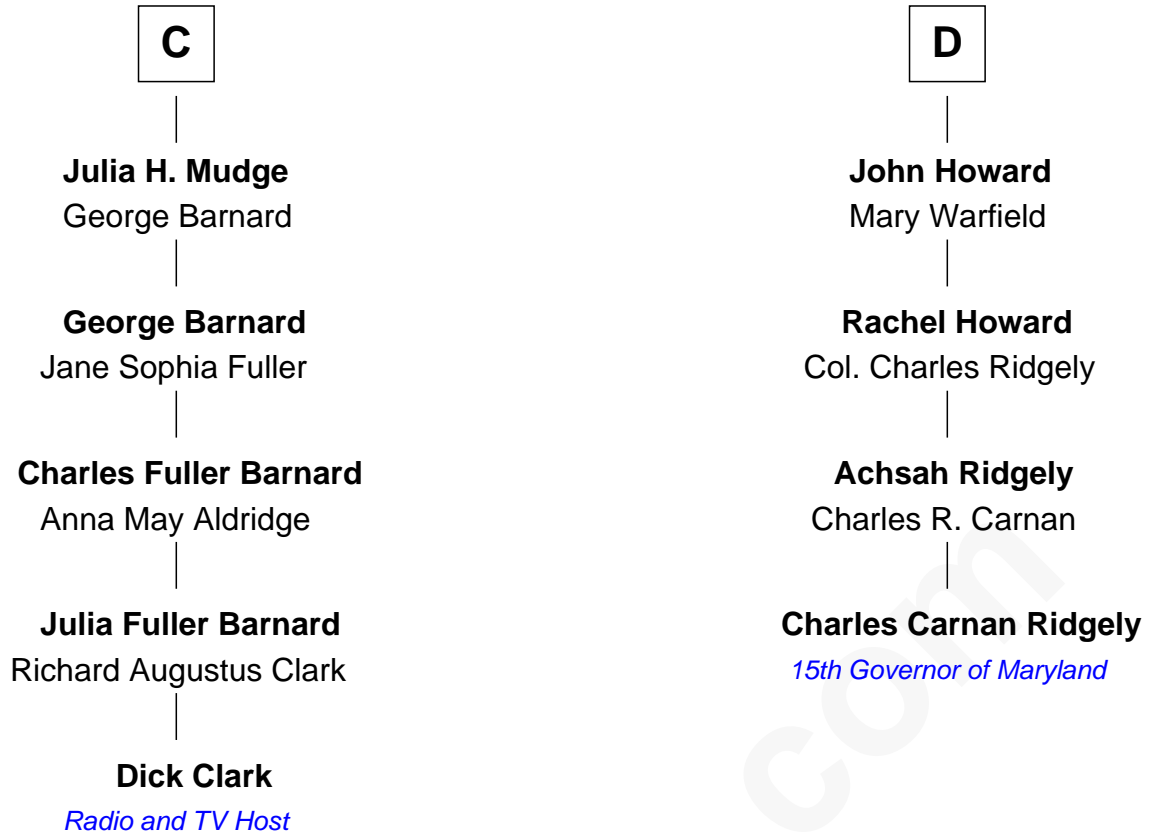 C
Julia H. Mudge
George Barnard
George Barnard
Jane Sophia Fuller
Charles Fuller Barnard
Anna May Aldridge
Julia Fuller Barnard
Richard Augustus Clark
Dick Clark
Radio and TV Host
D
John Howard
Mary Warfield
Rachel Howard
Col. Charles Ridgely
Achsah Ridgely
Charles R. Carnan
Charles Carnan Ridgely
15th Governor of Maryland
com